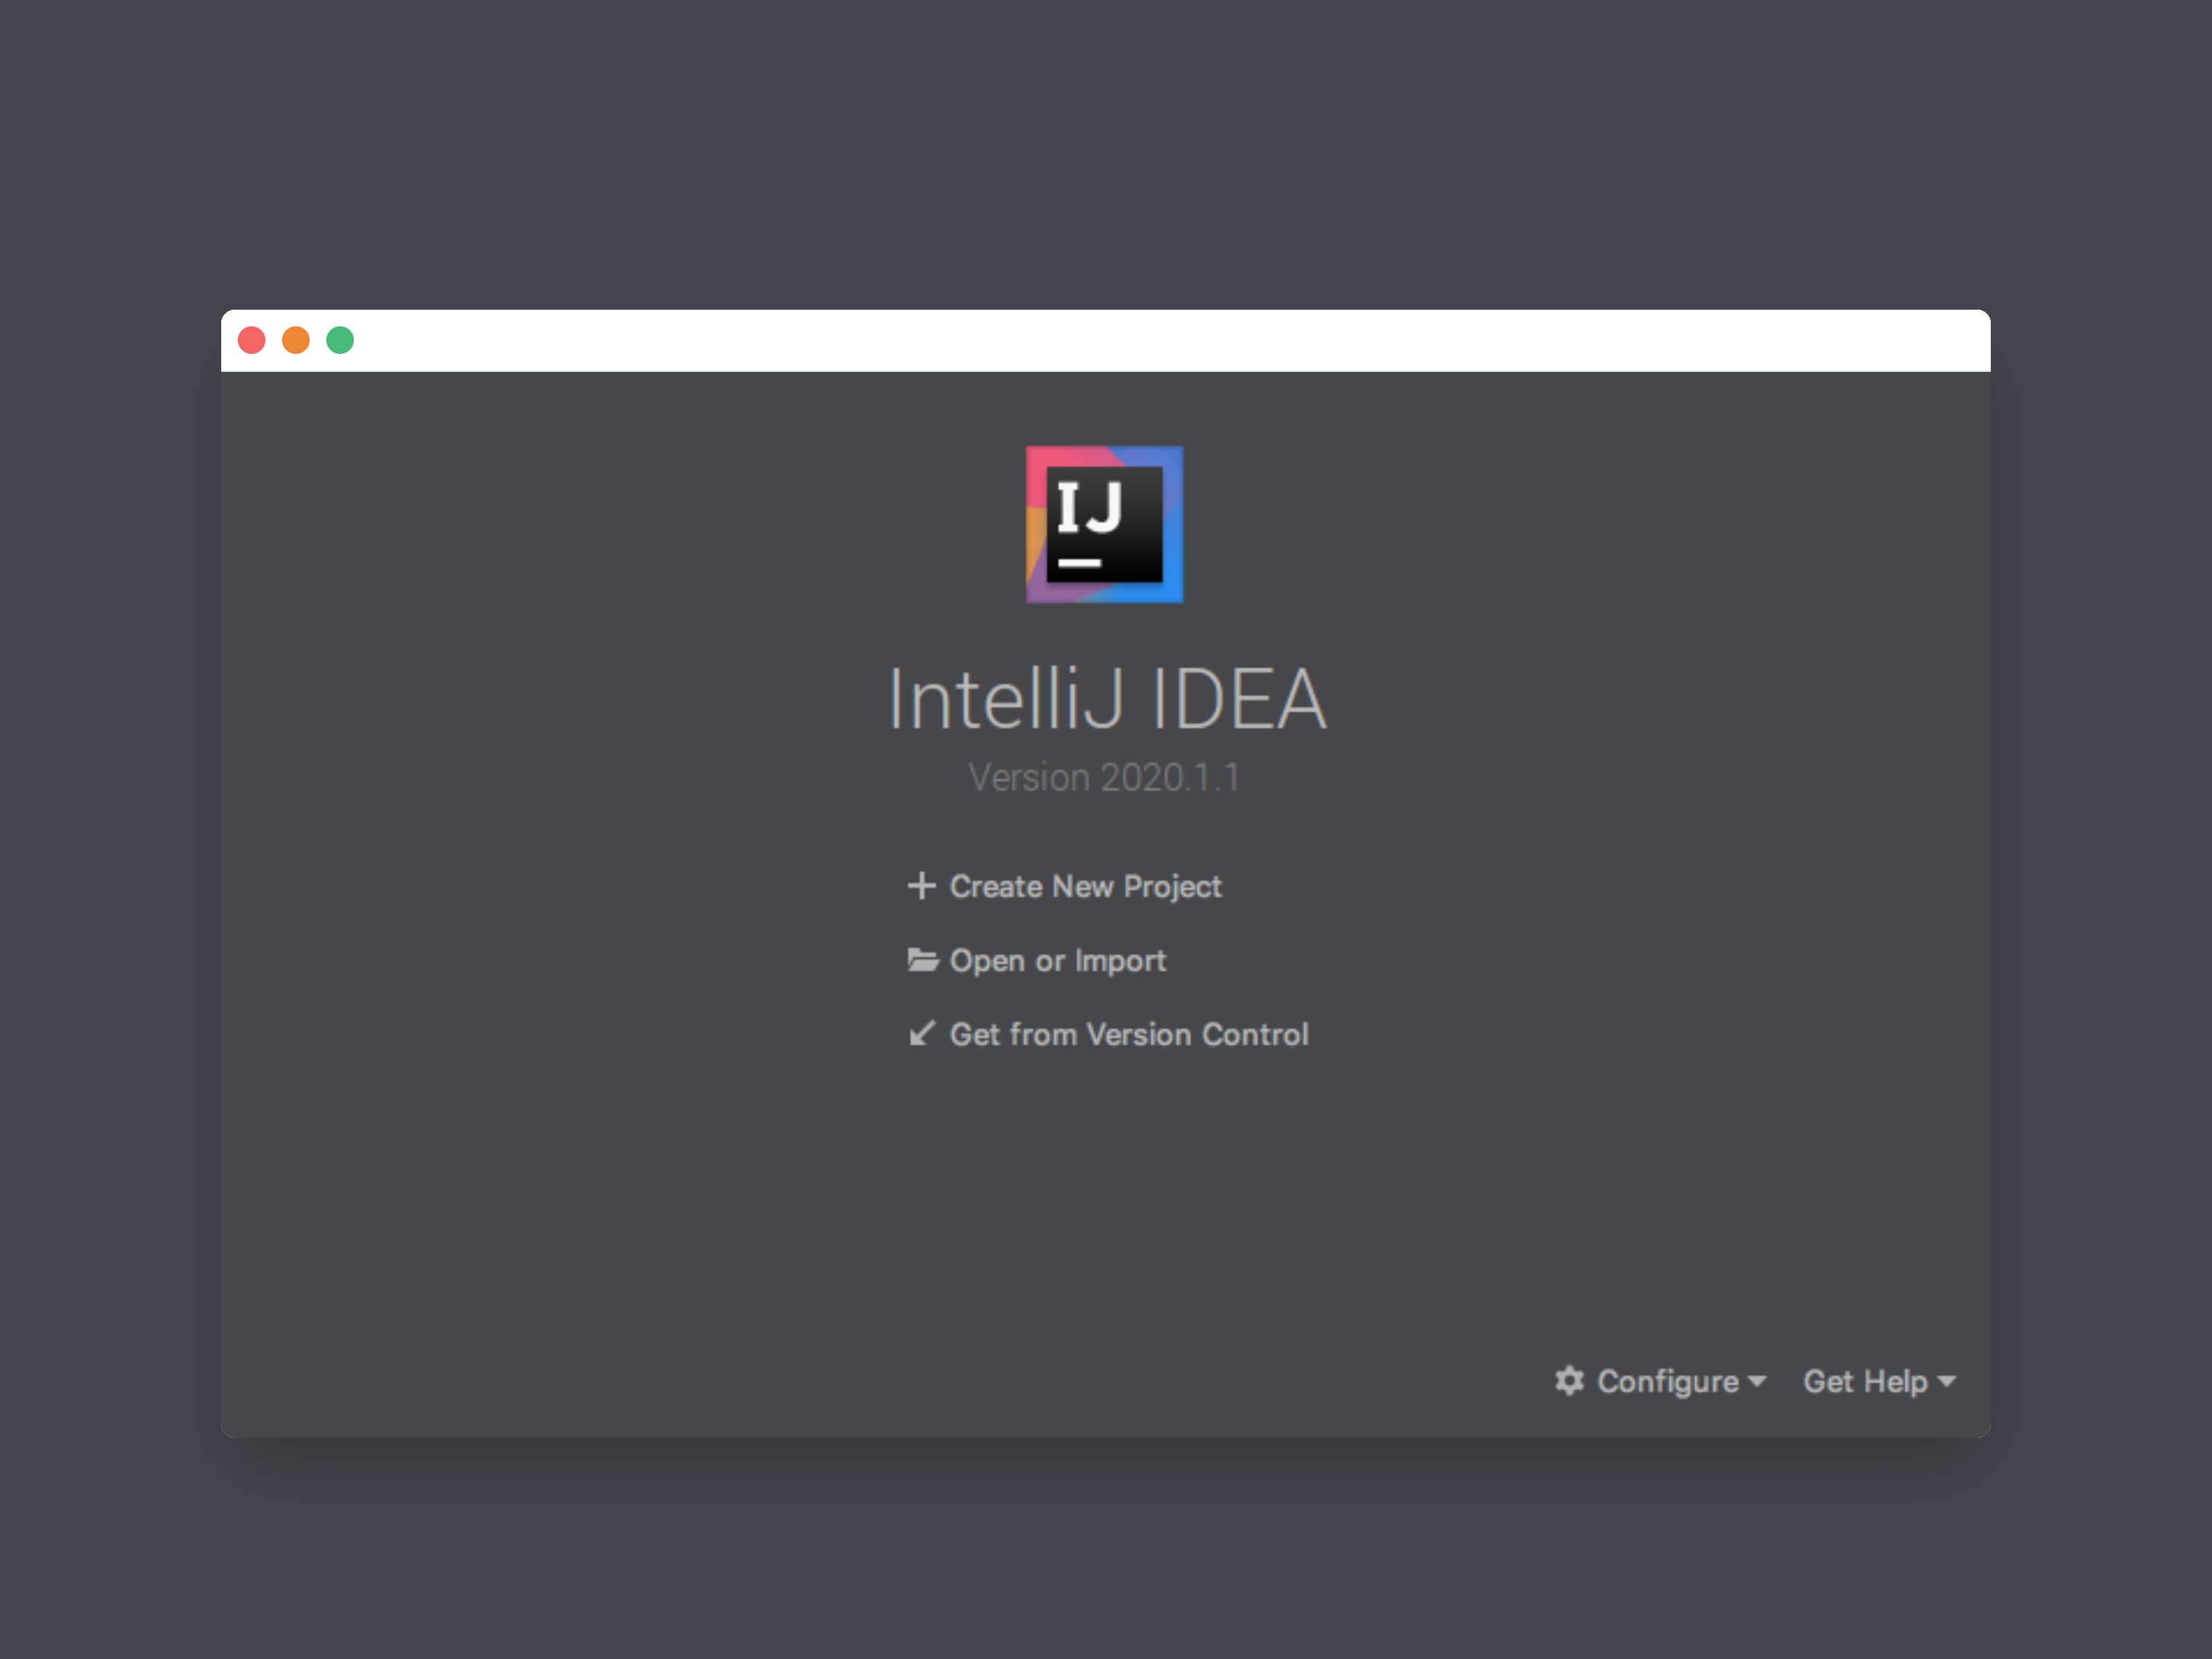 IJ
IntelliJ IDEA
Version 2020.1.1
Create New Project
Open or Import
Get from Version Control
Configure Get Help